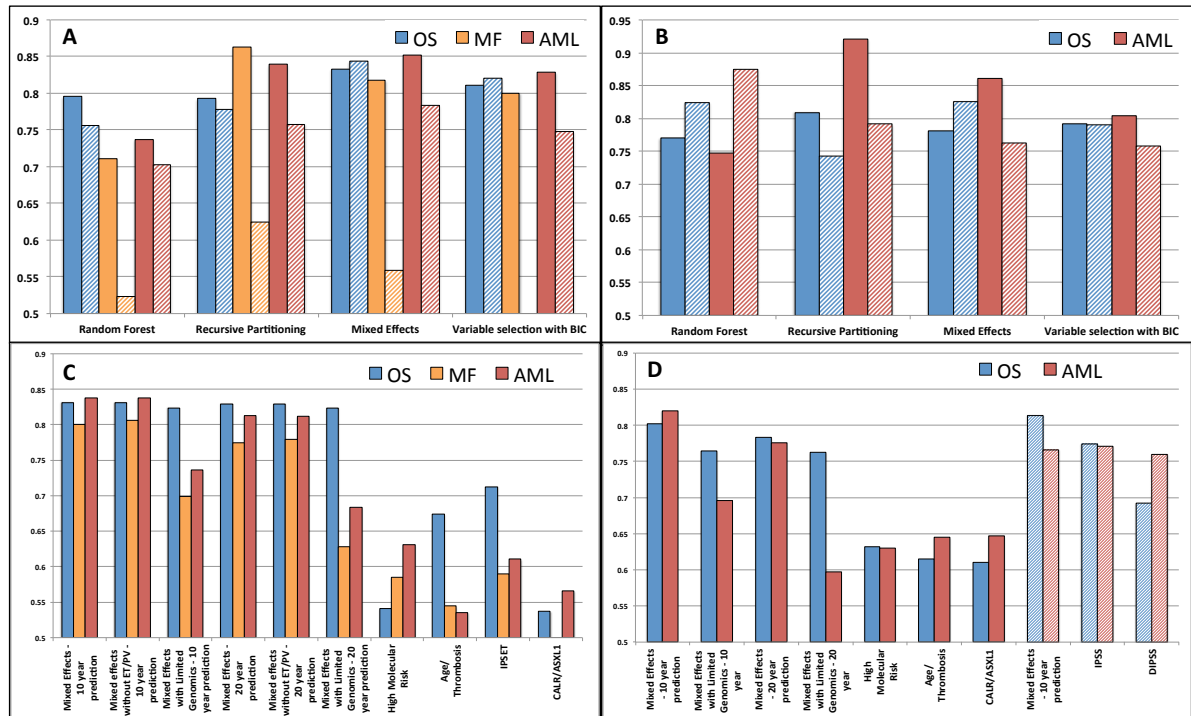 A
OS MF AML
0.9
0.85
0.8
0.75
0.7
0.65
0.6
0.55
0.5
Random Forest Recursive Partitioning Mixed Effects Variable selection with BIC
B
OS AML
0.95
0.9
0.85
0.8
0.75
0.7
0.65
0.6
0.55
0.5
Random Forest Recursive Partitioning Mixed Effects Variable selection with BIC
C
OS MF AML
0.9
0.85
0.8
0.75
0.7
0.65
0.6
0.55
0.5
Mixed Effects -
10 year
prediction
Mixed effects
without ET/PV -
10 year
prediction
Mixed Effects
with Limited
Genomics - 10
year prediction
Mixed Effects -
20 year
prediction
Mixed effects
without ET/PV -
20 year
prediction
Mixed Effects
with Limited
Genomics - 20
year prediction
High Molecular
Risk
Age/
Thrombosis
IPSET
CALR/ASXL1
D
OS AML
0.9
0.85
0.8
0.75
0.7
0.65
0.6
0.55
0.5
Mixed Effects
- 10 year
prediction
Mixed Effects
with Limited
Genomics - 10
year
Mixed Effects
- 20 year
prediction
Mixed Effects
with Limited
Genomics - 20
year
High
Molecular
Risk
Age/
Thrombosis
CALR/ASXL1
Mixed Effects
- 10 year
prediction
IPSS
DIPSS